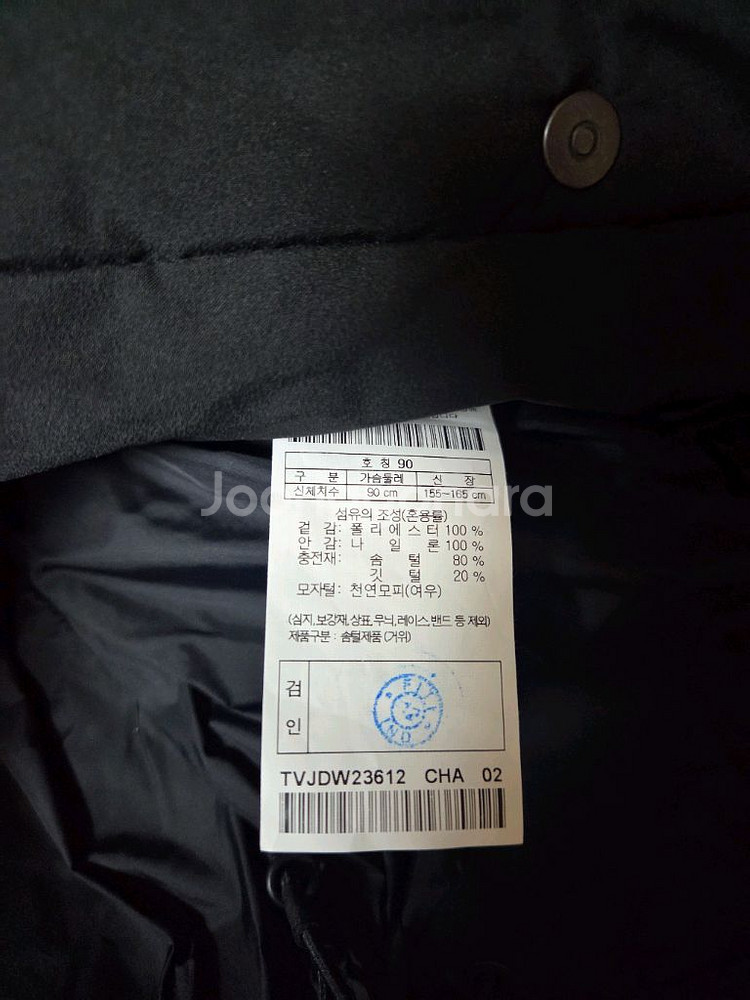 호 칭 90
구 분 가슴둘레 신 장
신체치수 90 cm 155~165 cm
섬유의 조성(혼용률)
겉 감: 폴 리 에 스 터 100 %
안 감: 나 일 론 100 %
충전재: 솜 털 80 %
깃 털 20 %
모자털: 천연모피(여우)
(심지,보강재,상표,무늬,레이스,밴드 등 제외)
제품구분 : 솜털제품 (거위)
검
인
TVJDW23612 CHA 02